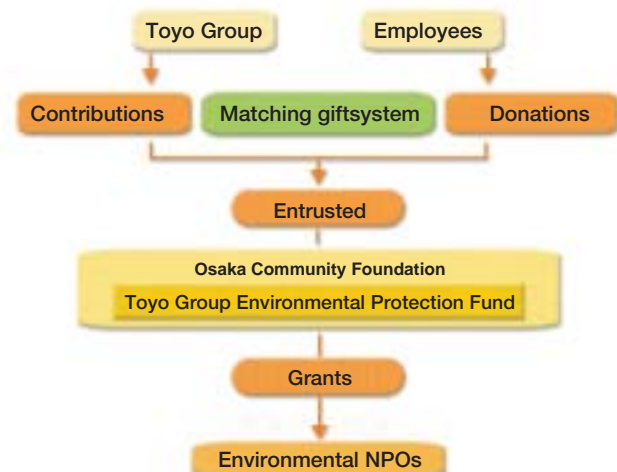 Toyo Group
Employees
Contributions
Matching giftsystem
Donations
Entrusted
Osaka Community Foundation
Toyo Group Environmental Protection Fund
Grants
Environmental NPOs